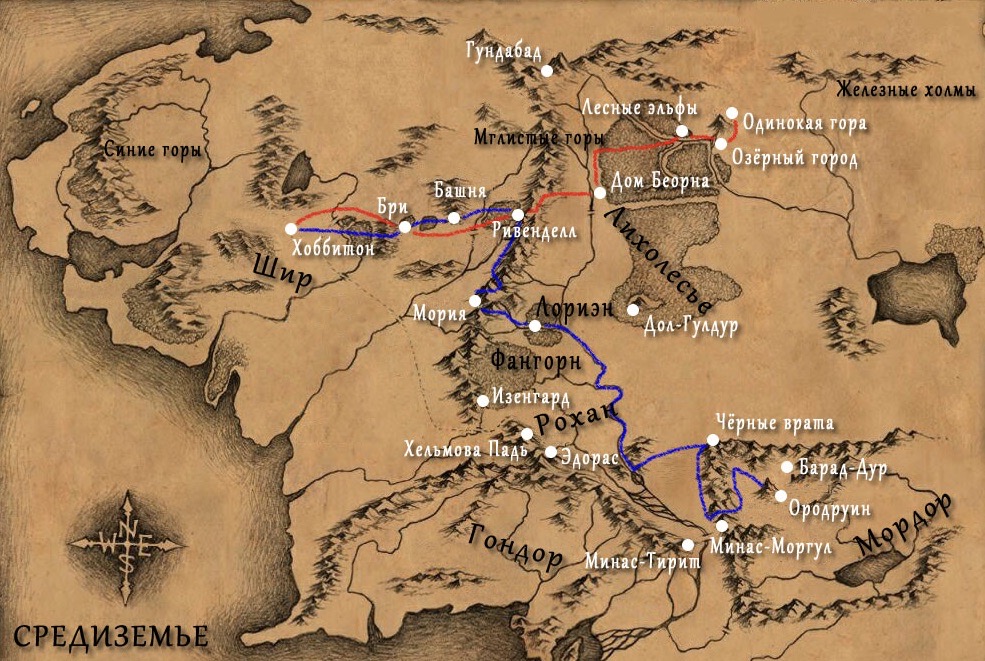 Гундабад
Железные холмы
Лесные эльфы
Одинокая гора
Мглистые горы
Синие горы
Озёрный город
Дом Беорна
Башня
Бри
Ривенделл
Хоббитон
Лихолесье
Шир
Мория
Лориэн
Дол-Гулдур
Фангорн
Изенгард
Рохан
Чёрные врата
Хельмова Падь
Эдорас
Барад-Дур
Ородруин
N
W E
S
Гондор
Мордор
Минас-Моргул
Минас-Тирит
СРЕДИЗЕМЬЕ